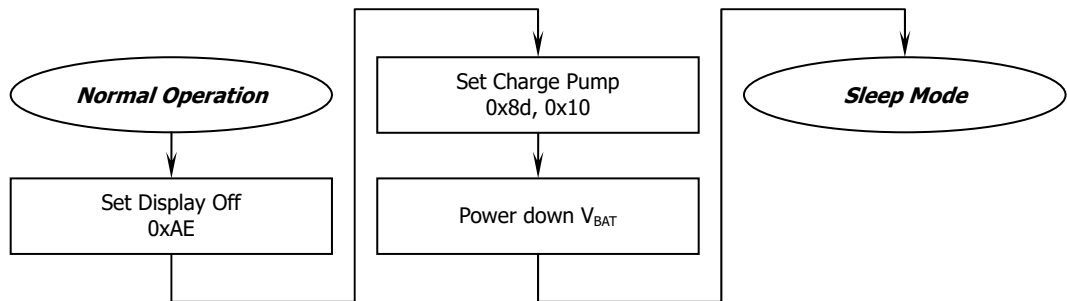 Normal Operation
Set Display Off
0xAE
Set Charge Pump
0x8d, 0x10
Power down VBAT
Sleep Mode